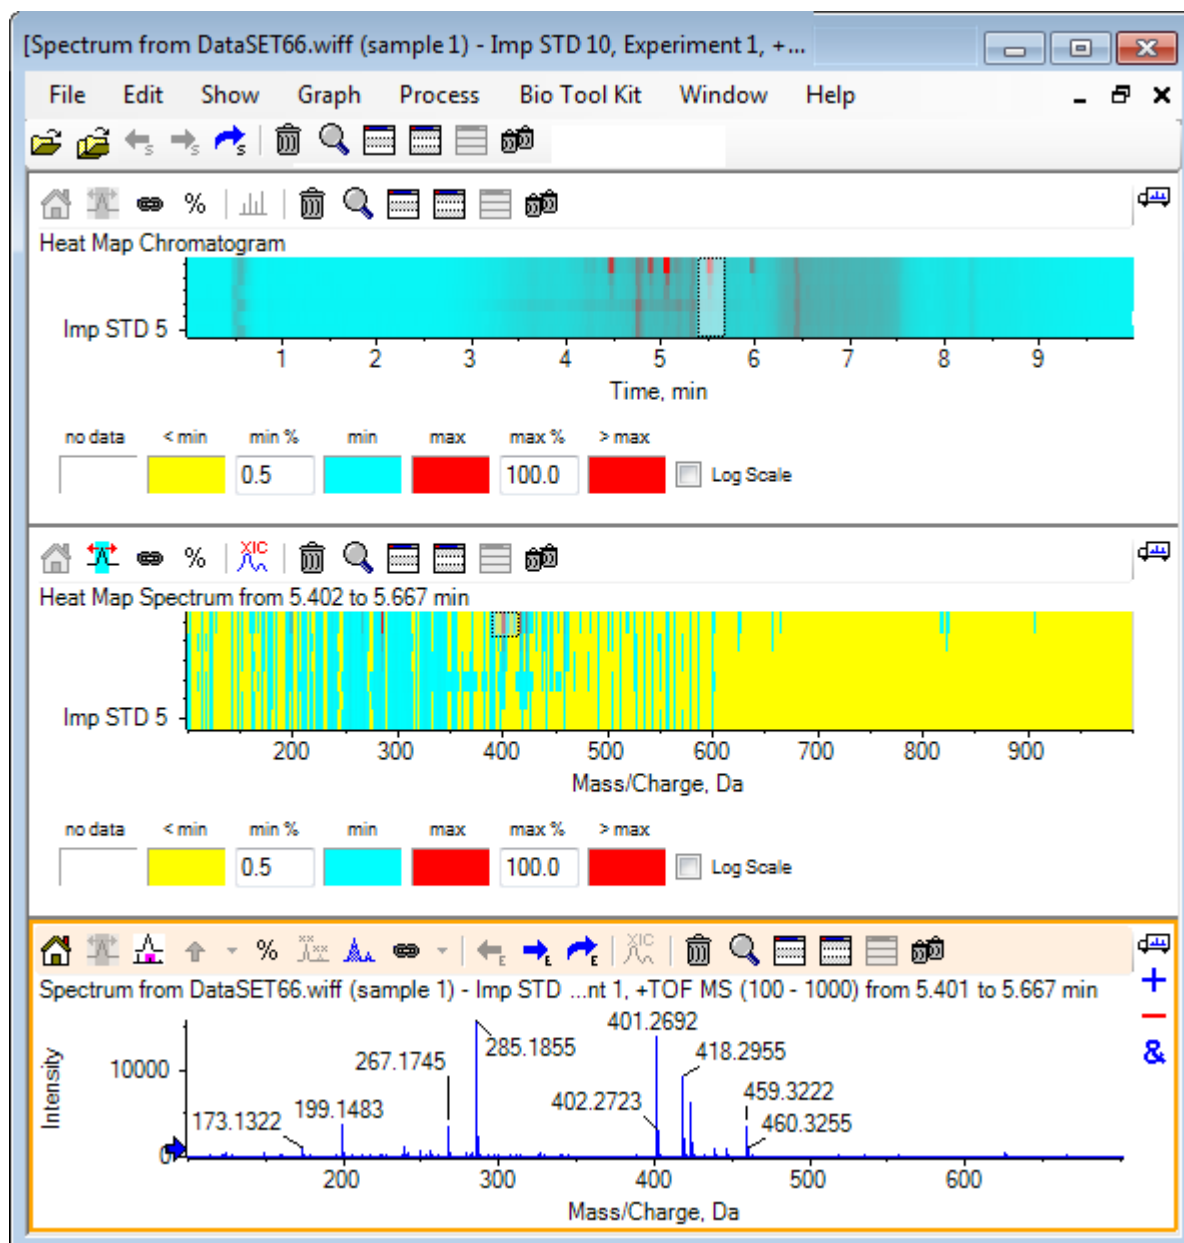 [Spectrum from DataSET66.wiff (sample 1) - Imp STD 10, Experiment 1, +...
File Edit Show Graph Process Bio Tool Kit Window Help
S S S
%
Heat Map Chromatogram
Imp STD 5
1 2 3 4 5 6 7 8 9
Time, min
no data < min min % min max max % > max
0.5 100.0 Log Scale
% XIC
Heat Map Spectrum from 5.402 to 5.667 min
Imp STD 5
200 300 400 500 600 700 800 900
Mass/Charge, Da
no data < min min % min max max % > max
0.5 100.0 Log Scale
% xx xx E E E XIC
Spectrum from DataSET66.wiff (sample 1) - Imp STD ...nt 1, +TOF MS (100 - 1000) from 5.401 to 5.667 min
Intensity
10000
0
173.1322
199.1483
267.1745
285.1855
401.2692
402.2723
418.2955
459.3222
460.3255
&
200 300 400 500 600
Mass/Charge, Da